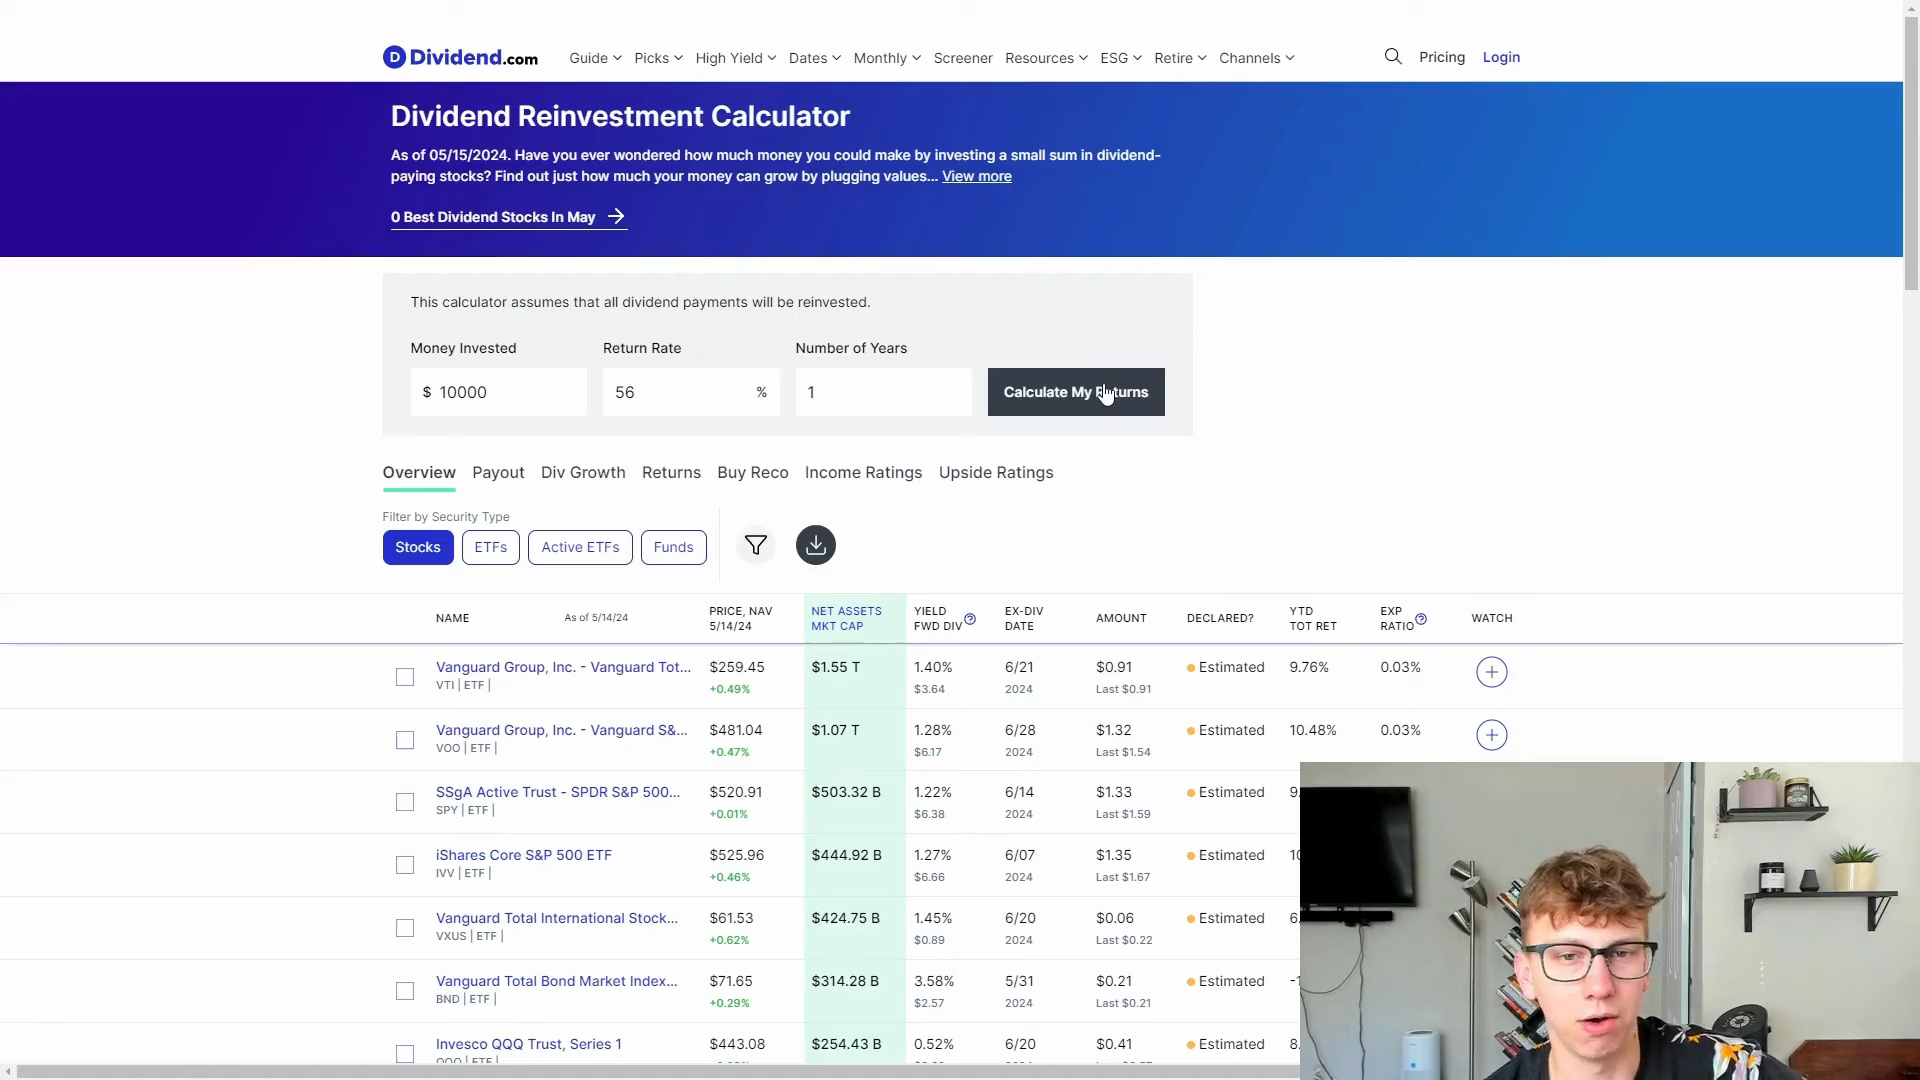 Dividend.com
Guide Picks High Yield Dates Monthly Screener Resources ESG Retire Channels Pricing Login
Dividend Reinvestment Calculator
As of 05/15/2024. Have you ever wondered how much money you could make by investing a small sum in dividend-
paying stocks? Find out just how much your money can grow by plugging values... View more
0 Best Dividend Stocks In May
This calculator assumes that all dividend payments will be reinvested.
Money Invested Return Rate Number of Years
$ 10000 56 % 1 Calculate My Returns
Overview Payout Div Growth Returns Buy Reco Income Ratings Upside Ratings
Filter by Security Type
Stocks ETFs Active ETFs Funds
NAME As of 5/14/24 PRICE, NAV 5/14/24 NET ASSETS MKT CAP YIELD FWD DIV EX-DIV DATE AMOUNT DECLARED? YTD TOT RET EXP RATIO WATCH
Vanguard Group, Inc. - Vanguard Tot... $259.45 $1.55 T 1.40% 6/21 $0.91 Estimated 9.76% 0.03%
VTI | ETF | +0.49% $3.64 2024 Last $0.91
Vanguard Group, Inc. - Vanguard S&... $481.04 $1.07 T 1.28% 6/28 $1.32 Estimated 10.48% 0.03%
VOO | ETF | +0.47% $6.17 2024 Last $1.54
SSgA Active Trust - SPDR S&P 500... $520.91 $503.32 B 1.22% 6/14 $1.33 Estimated 9.
SPY | ETF | +0.01% $6.38 2024 Last $1.59
iShares Core S&P 500 ETF $525.96 $444.92 B 1.27% 6/07 $1.35 Estimated 10
IVV | ETF | +0.46% $6.66 2024 Last $1.67
Vanguard Total International Stock... $61.53 $424.75 B 1.45% 6/20 $0.06 Estimated 6.
VXUS | ETF | +0.62% $0.89 2024 Last $0.22
Vanguard Total Bond Market Index... $71.65 $314.28 B 3.58% 5/31 $0.21 Estimated -1
BND | ETF | +0.29% $2.57 2024 Last $0.21
Invesco QQQ Trust, Series 1 $443.08 $254.43 B 0.52% 6/20 $0.41 Estimated 8.
QQQ | ETF |